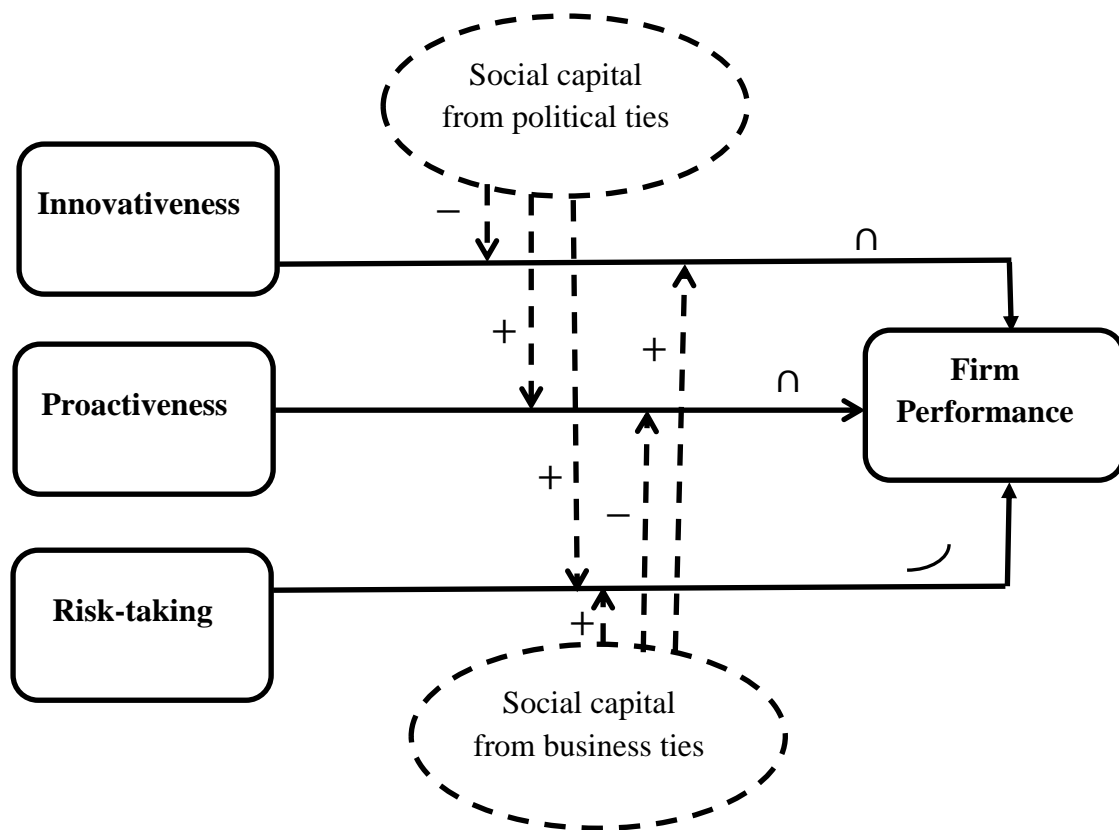 Social capital
from political ties
Innovativeness
−
∩
+
+
∩
Firm
Performance
Proactiveness
+
−
Risk-taking
+
Social capital
from business ties